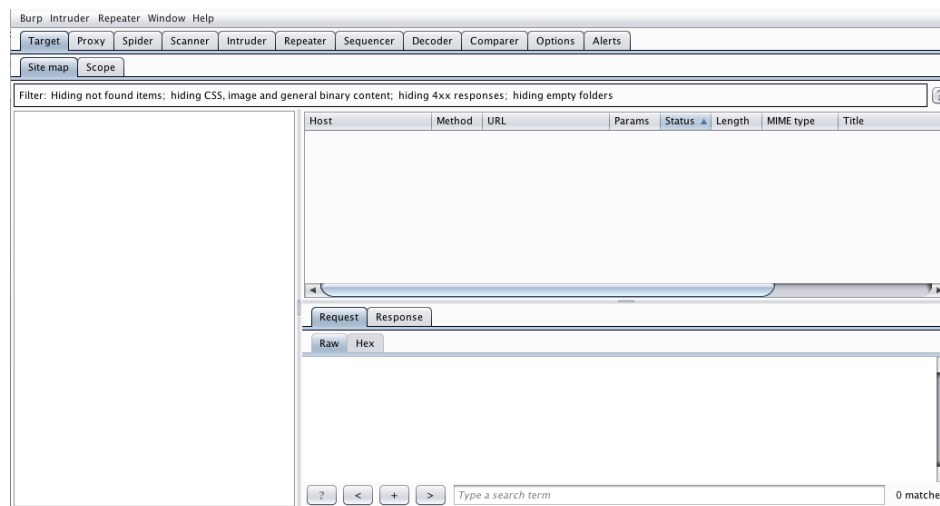 Burp Intruder Repeater Window Help
Target Proxy Spider Scanner Intruder Repeater Sequencer Decoder Comparer Options Alerts
Site map Scope
Filter: Hiding not found items; hiding CSS, image and general binary content; hiding 4xx responses; hiding empty folders
Host Method URL Params Status Length MIME type Title
Request Response
Raw Hex
? < + > Type a search term 0 matche